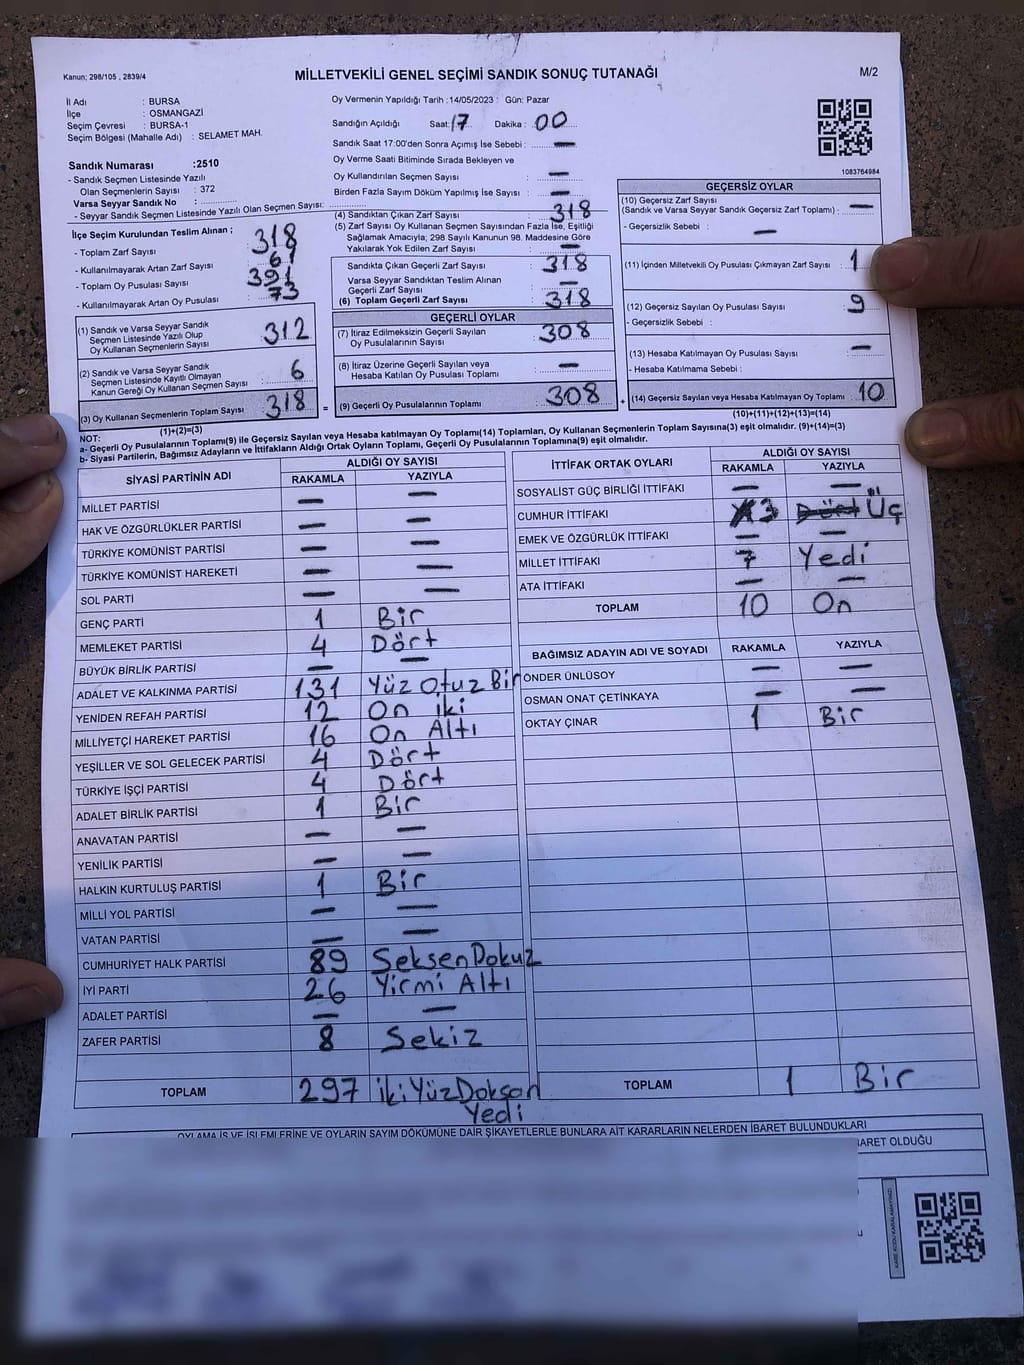 Kanun; 298/105 , 2839/4
MİLLETVEKİLİ GENEL SEÇİMİ SANDIK SONUÇ TUTANAĞI
M/2
İl Adı : BURSA
İlçe : OSMANGAZİ
Seçim Çevresi : BURSA-1
Seçim Bölgesi (Mahalle Adı) : SELAMET MAH.
Sandık Numarası :2510
- Sandık Seçmen Listesinde Yazılı
Olan Seçmenlerin Sayısı : 372
Varsa Seyyar Sandık No :
- Seyyar Sandık Seçmen Listesinde Yazılı Olan Seçmen Sayısı:
Oy Vermenin Yapıldığı Tarih :14/05/2023 : Gün: Pazar
Sandığın Açıldığı Saat: 17 Dakika : 00
Sandık Saat 17:00'den Sonra Açımış İse Sebebi : —
Oy Verme Saati Bitiminde Sırada Bekleyen ve
Oy Kullandırılan Seçmen Sayısı : —
Birden Fazla Sayım Döküm Yapılmış İse Sayısı : —
1083764984
İlçe Seçim Kurulundan Teslim Alınan ;
- Toplam Zarf Sayısı : 318
- Kullanılmayarak Artan Zarf Sayısı : 61
- Toplam Oy Pusulası Sayısı : 391
- Kullanılmayarak Artan Oy Pusulası : 73
(1) Sandık ve Varsa Seyyar Sandık
Seçmen Listesinde Yazılı Olup
Oy Kullanan Seçmenlerin Sayısı : 312
(2) Sandık ve Varsa Seyyar Sandık
Seçmen Listesinde Kayıtlı Olmayan
Kanun Gereği Oy Kullanan Seçmen Sayısı : 6
(3) Oy Kullanan Seçmenlerin Toplam Sayısı : 318
(1)+(2)=(3)
(4) Sandıktan Çıkan Zarf Sayısı : 318
(5) Zarf Sayısı Oy Kullanan Seçmen Sayısından Fazla İse, Eşitliği
Sağlamak Amacıyla; 298 Sayılı Kanunun 98. Maddesine Göre
Yakılarak Yok Edilen Zarf Sayısı : —
Sandıkta Çıkan Geçerli Zarf Sayısı : 318
Varsa Seyyar Sandıktan Teslim Alınan
Geçerli Zarf Sayısı : —
(6) Toplam Geçerli Zarf Sayısı : 318
GEÇERLİ OYLAR
(7) İtiraz Edilmeksizin Geçerli Sayılan
Oy Pusulalarının Sayısı : 308
(8) İtiraz Üzerine Geçerli Sayılan veya
Hesaba Katılan Oy Pusulası Toplamı : —
= (9) Geçerli Oy Pusulalarının Toplamı : 308
GEÇERSİZ OYLAR
(10) Geçersiz Zarf Sayısı
(Sandık ve Varsa Seyyar Sandık Geçersiz Zarf Toplamı) : —
- Geçersizlik Sebebi : —
(11) İçinden Milletvekili Oy Pusulası Çıkmayan Zarf Sayısı : 1
(12) Geçersiz Sayılan Oy Pusulası Sayısı : 9
- Geçersizlik Sebebi :
(13) Hesaba Katılmayan Oy Pusulası Sayısı : —
- Hesaba Katılmama Sebebi :
+ (14) Geçersiz Sayılan veya Hesaba Katılmayan Oy Toplamı : 10
(10)+(11)+(12)+(13)=(14)
NOT:
a- Geçerli Oy Pusulalarının Toplamı(9) ile Geçersiz Sayılan veya Hesaba katılmayan Oy Pusulası(14) Toplamları, Oy Kullanan Seçmenlerin Toplam Sayısına(3) eşit olmalıdır. (9)+(14)=(3)
b- Siyasi Partilerin, Bağımsız Adayların ve İttifakların Aldığı Ortak Oyların Toplamı, Geçerli Oy Pusulalarının Toplamına(9) eşit olmalıdır.
SİYASİ PARTİNİN ADI ALDIĞI OY SAYISI
RAKAMLA YAZIYLA
MİLLET PARTİSİ — —
HAK VE ÖZGÜRLÜKLER PARTİSİ — —
TÜRKİYE KOMÜNİST PARTİSİ — —
TÜRKİYE KOMÜNİST HAREKETİ — —
SOL PARTİ — —
GENÇ PARTİ 1 Bir
MEMLEKET PARTİSİ 4 Dört
BÜYÜK BİRLİK PARTİSİ — —
ADALET VE KALKINMA PARTİSİ 131 Yüz Otuz Bir
YENİDEN REFAH PARTİSİ 12 On iki
MİLLİYETÇİ HAREKET PARTİSİ 16 On Altı
YEŞİLLER VE SOL GELECEK PARTİSİ 4 Dört
TÜRKİYE İŞÇİ PARTİSİ 4 Dört
ADALET BİRLİK PARTİSİ 1 Bir
ANAVATAN PARTİSİ — —
YENİLİK PARTİSİ — —
HALKIN KURTULUŞ PARTİSİ 1 Bir
MİLLİ YOL PARTİSİ — —
VATAN PARTİSİ — —
CUMHURİYET HALK PARTİSİ 89 Seksen Dokuz
İYİ PARTİ 26 Yirmi Altı
ADALET PARTİSİ — —
ZAFER PARTİSİ 8 Sekiz
TOPLAM 297 iki Yüz Doksan
Yedi
İTTİFAK ORTAK OYLARI ALDIĞI OY SAYISI
RAKAMLA YAZIYLA
SOSYALİST GÜÇ BİRLİĞİ İTTİFAKI — —
CUMHUR İTTİFAKI 3 Dört Üç
EMEK VE ÖZGÜRLÜK İTTİFAKI — —
MİLLET İTTİFAKI 7 Yedi
ATA İTTİFAKI — —
TOPLAM 10 On
BAĞIMSIZ ADAYIN ADI VE SOYADI RAKAMLA YAZIYLA
ÖNDER ÜNLÜSOY — —
OSMAN ONAT ÇETİNKAYA — —
OKTAY ÇINAR 1 Bir
TOPLAM 1 Bir
OYLAMA İŞ VE İŞLEMLERİNE VE OYLARIN SAYIM DÖKÜMÜNE DAİR ŞİKAYETLERLE BUNLARA AİT KARARLARIN NELERDEN İBARET BULUNDUKLARI
BARET OLDUĞU
KARE KODU KARALAMAYINIZ!